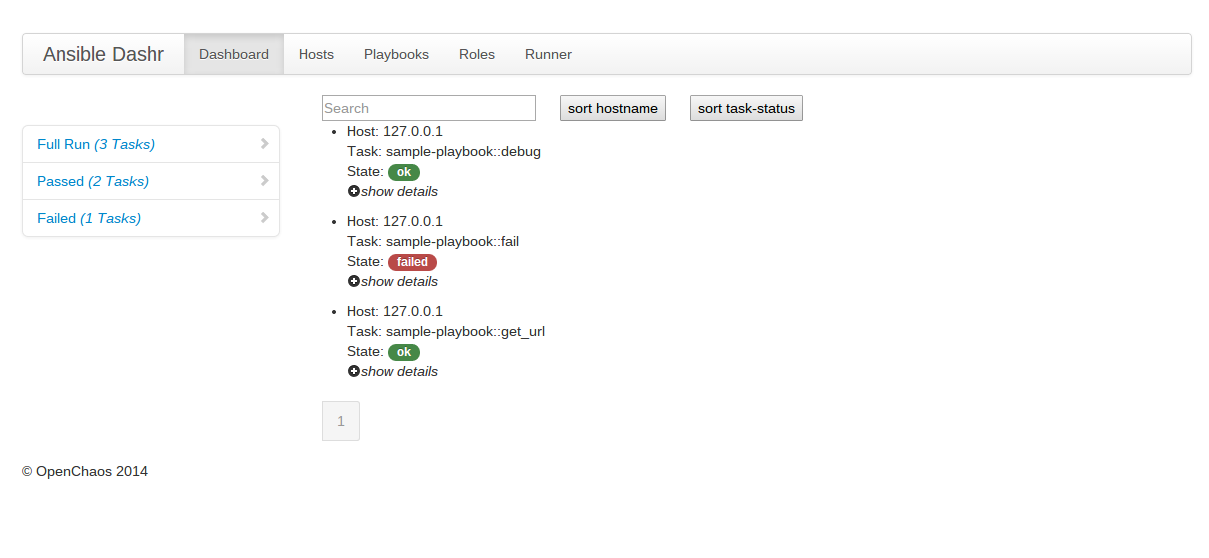 Ansible Dashr Dashboard Hosts Playbooks Roles Runner
Search sort hostname sort task-status
Full Run (3 Tasks)
Passed (2 Tasks)
Failed (1 Tasks)
Host: 127.0.0.1
Task: sample-playbook::debug
State: ok
show details
Host: 127.0.0.1
Task: sample-playbook::fail
State: failed
show details
Host: 127.0.0.1
Task: sample-playbook::get_url
State: ok
show details
1
© OpenChaos 2014